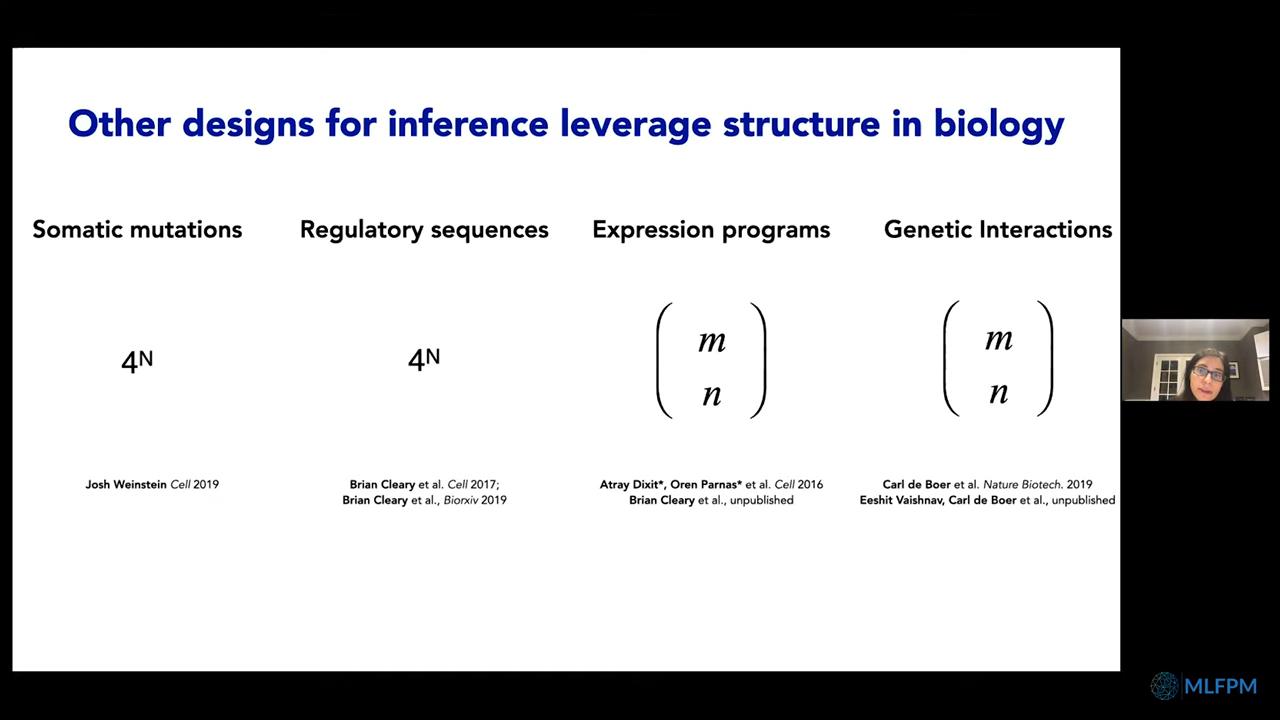 Other designs for inference leverage structure in biology
Somatic mutations
Regulatory sequences
Expression programs
Genetic Interactions
4ᴺ
4ᴺ
m
n
m
n
Josh Weinstein Cell 2019
Brian Cleary et al. Cell 2017;
Brian Cleary et al., Biorxiv 2019
Atray Dixit*, Oren Parnas* et al. Cell 2016
Brian Cleary et al., unpublished
Carl de Boer et al. Nature Biotech. 2019
Eeshit Vaishnav, Carl de Boer et al., unpublished
MLFPM